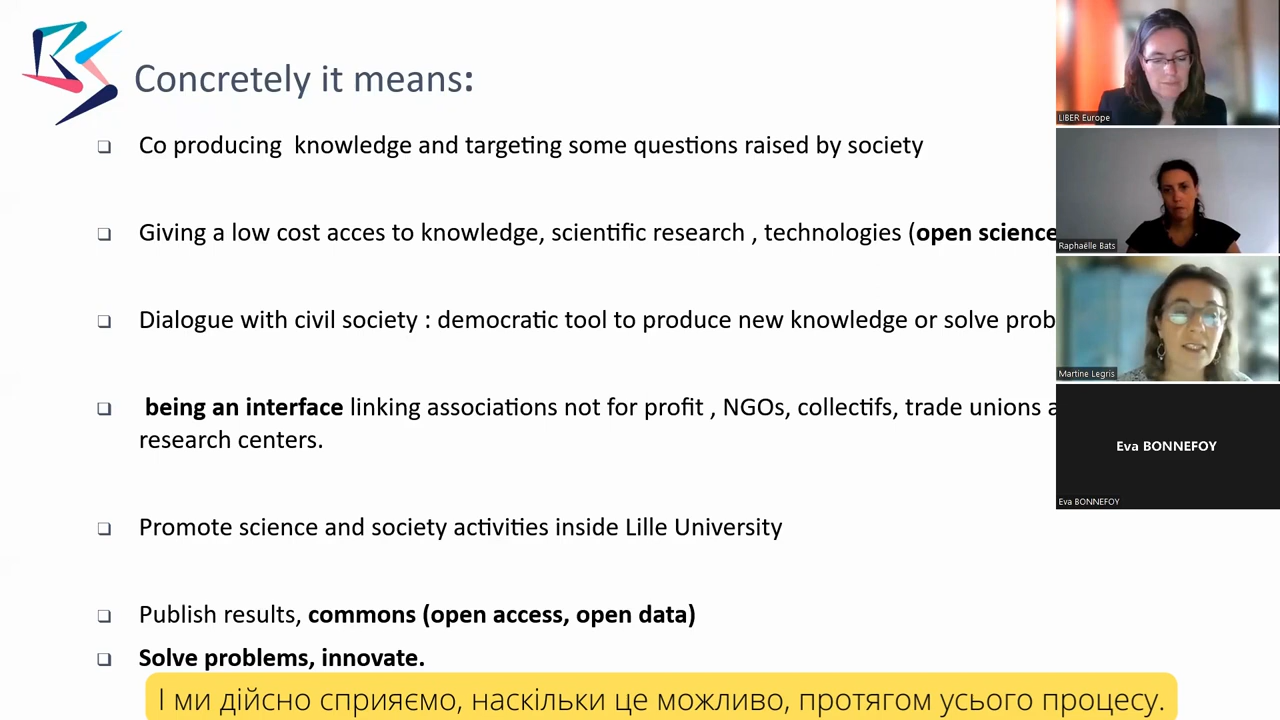 Concretely it means:
Co producing knowledge and targeting some questions raised by society
Giving a low cost acces to knowledge, scientific research , technologies (open science
Dialogue with civil society : democratic tool to produce new knowledge or solve prob
being an interface linking associations not for profit , NGOs, collectifs, trade unions a
research centers.
Promote science and society activities inside Lille University
Publish results, commons (open access, open data)
Solve problems, innovate.
І ми дійсно сприяємо, наскільки це можливо, протягом усього процесу.
LIBER Europe
Raphaëlle Bats
Martine Legris
Eva BONNEFOY
Eva BONNEFOY